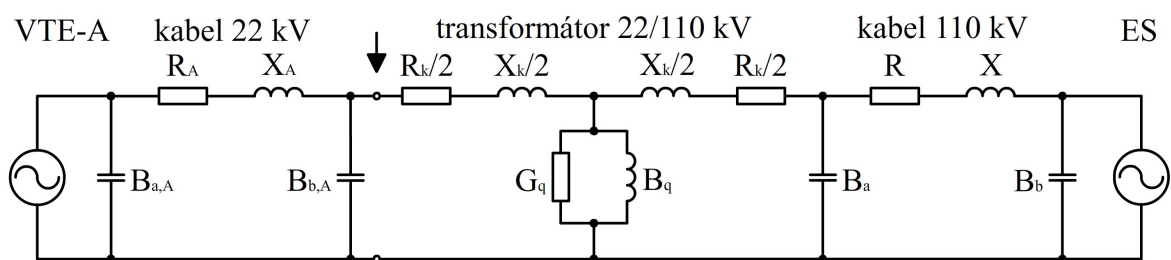 VTE-A kabel 22 kV transformátor 22/110 kV kabel 110 kV ES
RA XA Rk/2 Xk/2 Xk/2 Rk/2 R X
Ba,A Bb,A Gq Bq Ba Bb